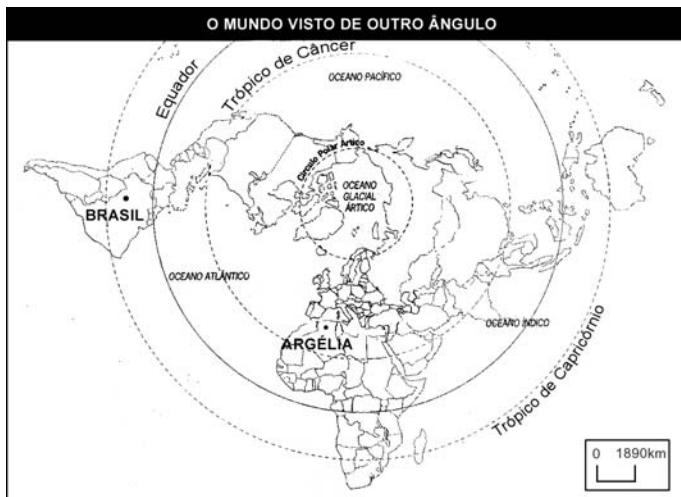 O MUNDO VISTO DE OUTRO ÂNGULO
Equador
Trópico de Câncer
OCEANO PACÍFICO
Círculo Polar Ártico
OCEANO
GLACIAL
ÁRTICO
BRASIL
OCEANO ATLÂNTICO
ARGÉLIA
OCEANO ÍNDICO
Trópico de Capricórnio
0 1890km